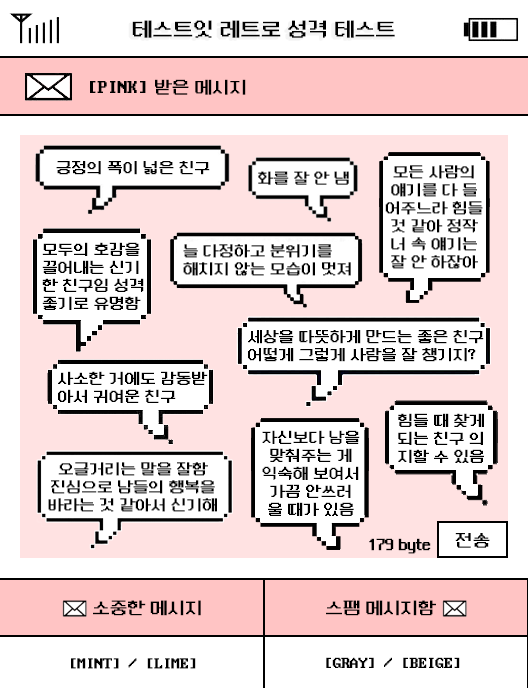 테스트잇 레트로 성격 테스트
[PINK] 받은 메시지
긍정의 폭이 넓은 친구
화를 잘 안 냄
모든 사람의
얘기를 다 들
어주느라 힘들
것 같아 정작
너 속 얘기는
잘 안 하잖아
모두의 호감을
끌어내는 신기
한 친구임 성격
좋기로 유명함
늘 다정하고 분위기를
해치지 않는 모습이 멋져
세상을 따뜻하게 만드는 좋은 친구
어떻게 그렇게 사람을 잘 챙기지?
사소한 거에도 감동받
아서 귀여운 친구
힘들 때 찾게
되는 친구 의
지할 수 있음
자신보다 남을
맞춰주는 게
익숙해 보여서
가끔 안쓰러
울 때가 있음
오글거리는 말을 잘함
진심으로 남들의 행복을
바라는 것 같아서 신기해
179 byte
전송
소중한 메시지
스팸 메시지함
[MINT] / [LIME]
[GRAY] / [BEIGE]